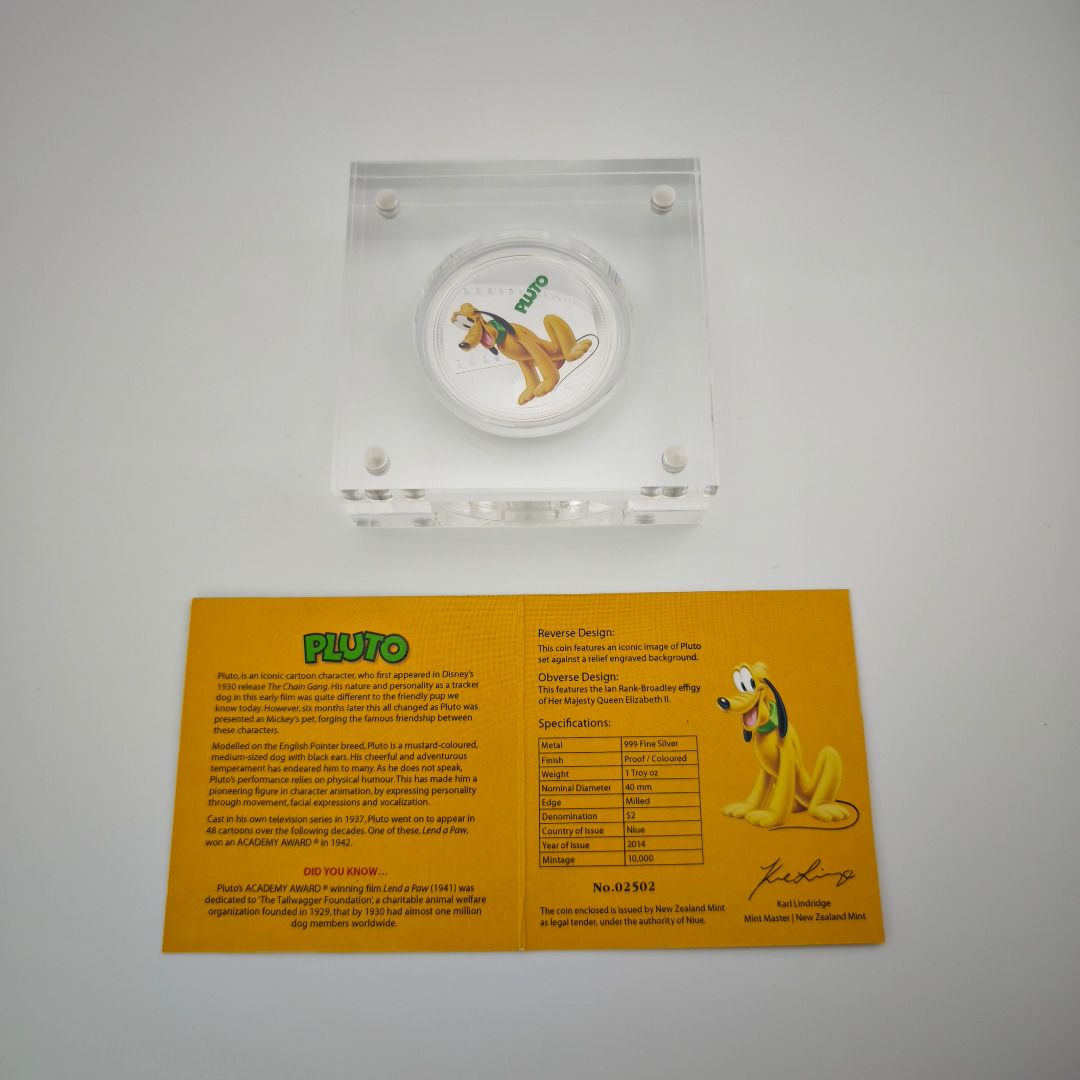 PLUTO
PLUTO
Pluto, is an iconic cartoon character, who first appeared in Disney's
1930 release The Chain Gang. His nature and personality as a tracker
dog in this early film was quite different to the friendly pup we
know today. However, six months later this all changed as Pluto was
presented as Mickey's pet, forging the famous friendship between
these characters.
Modelled on the English Pointer breed, Pluto is a mustard-coloured,
medium-sized dog with black ears. His cheerful and adventurous
temperament has endeared him to many. As he does not speak,
Pluto's performance relies on physical humour. This has made him a
pioneering figure in character animation, by expressing personality
through movement, facial expressions and vocalization.
Cast in his own television series in 1937, Pluto went on to appear in
48 cartoons over the following decades. One of these, Lend a Paw,
won an ACADEMY AWARD ® in 1942.
DID YOU KNOW...
Pluto's ACADEMY AWARD ® winning film Lend a Paw (1941) was
dedicated to 'The Tailwagger Foundation', a charitable animal welfare
organization founded in 1929, that by 1930 had almost one million
dog members worldwide.
Reverse Design:
This coin features an iconic image of Pluto
set against a relief engraved background.
Obverse Design:
This features the Ian Rank-Broadley effigy
of Her Majesty Queen Elizabeth II.
Specifications:
Metal 999 Fine Silver
Finish Proof / Coloured
Weight 1 Troy oz
Nominal Diameter 40 mm
Edge Milled
Denomination $2
Country of Issue Niue
Year of Issue 2014
Mintage 10,000
No.02502
The coin enclosed is issued by New Zealand Mint
as legal tender, under the authority of Niue.
Karl Lindridge
Mint Master | New Zealand Mint